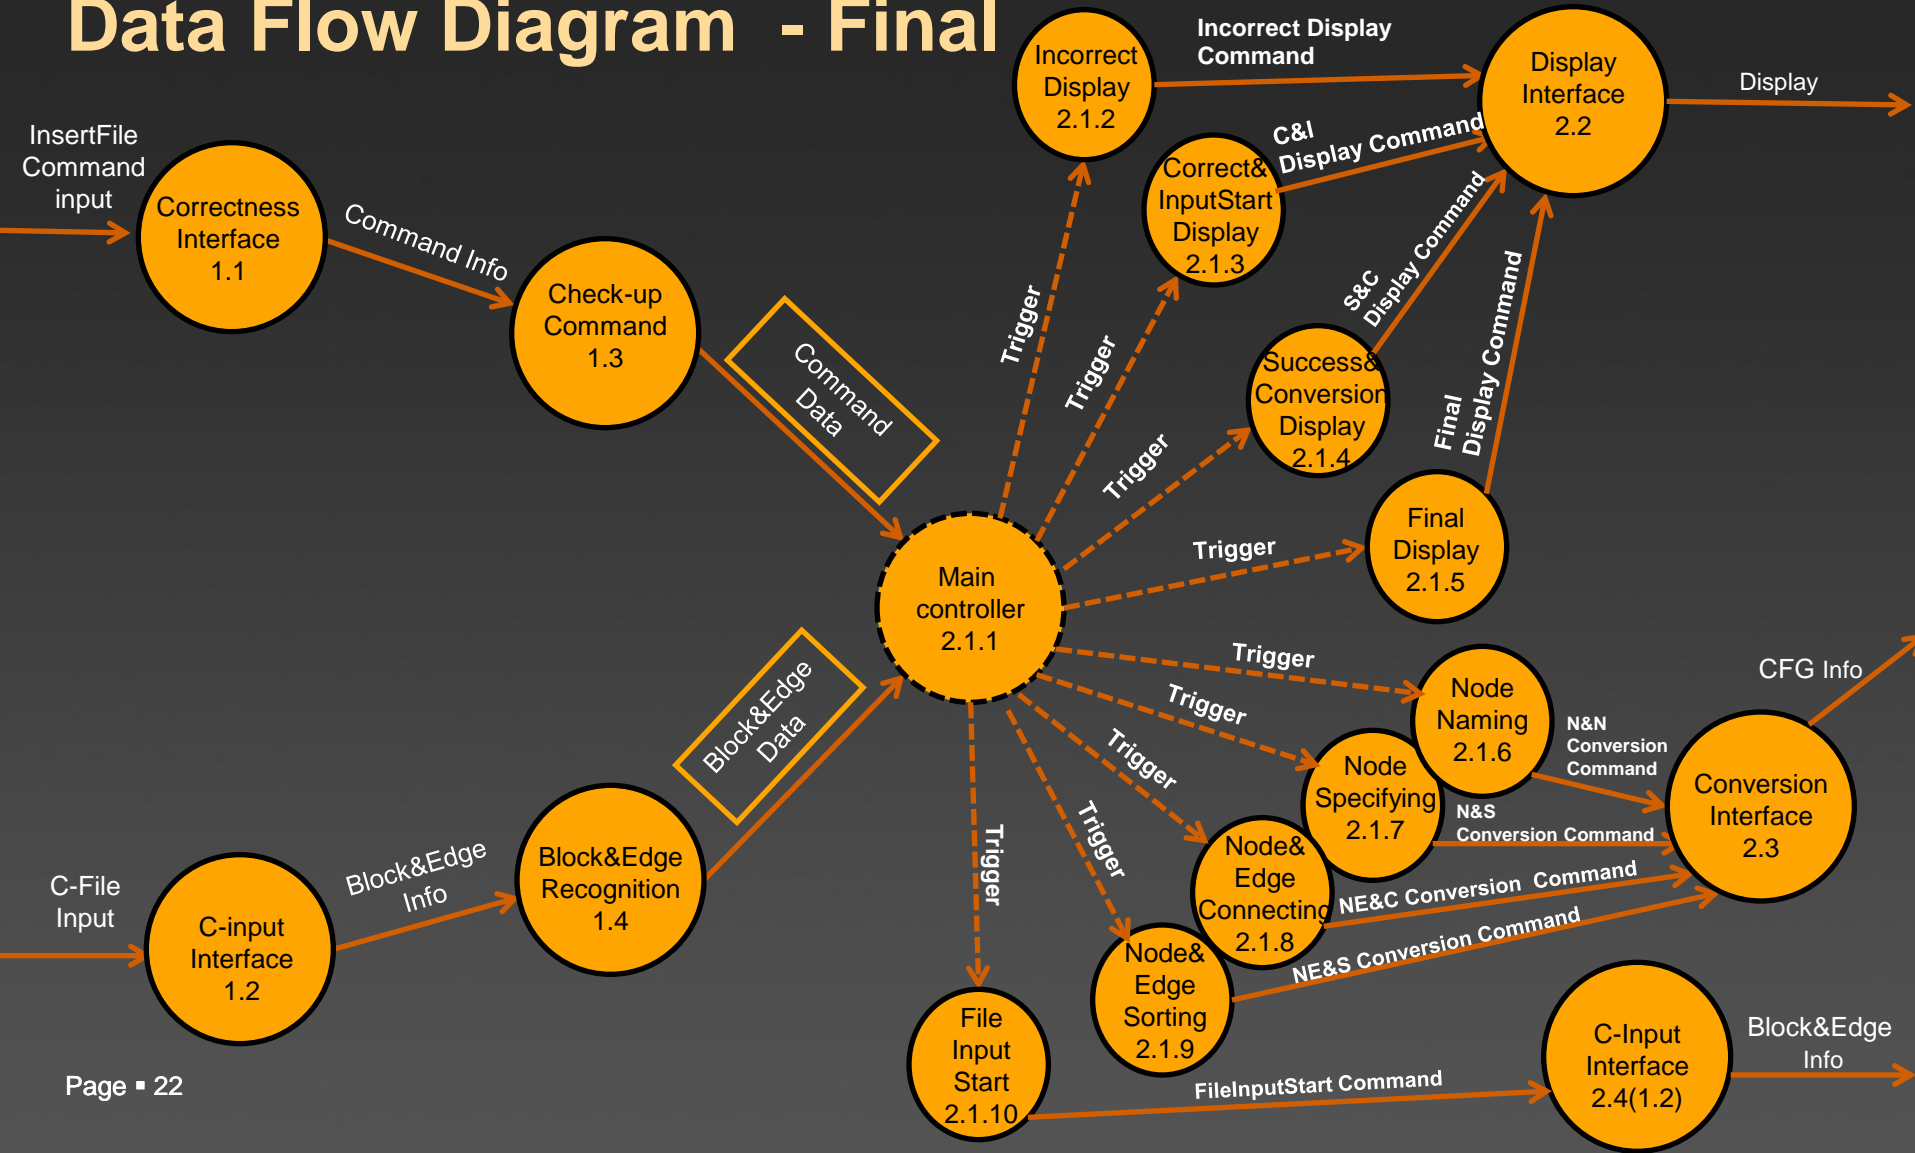 Data Flow Diagram - Final
InsertFile
Command
input
Correctness
Interface
1.1
Command Info
Check-up
Command
1.3
Command
Data
Incorrect
Display
2.1.2
Incorrect Display
Command
Display
Interface
2.2
Display
Correct&
InputStart
Display
2.1.3
C&I
Display Command
Success&
Conversion
Display
2.1.4
S&C
Display Command
Final
Display
2.1.5
Final
Display Command
Trigger
Trigger
Trigger
Trigger
Main
controller
2.1.1
C-File
Input
C-input
Interface
1.2
Block&Edge
Info
Block&Edge
Recognition
1.4
Block&Edge
Data
Trigger
Trigger
Trigger
Trigger
Trigger
Node
Naming
2.1.6
N&N
Conversion
Command
Node
Specifying
2.1.7
N&S
Conversion Command
Node&
Edge
Connecting
2.1.8
NE&C Conversion Command
Node&
Edge
Sorting
2.1.9
NE&S Conversion Command
Conversion
Interface
2.3
CFG Info
File
Input
Start
2.1.10
FileInputStart Command
C-Input
Interface
2.4(1.2)
Block&Edge
Info
Page ▪ 22